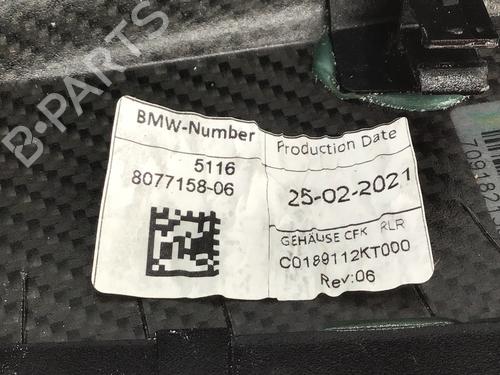 B-PARTS
BMW-Number
5116
8077158-06
Production Date
25-02-2021
GEHÄUSE CFK RLR
C0189112KT000
Rev:06